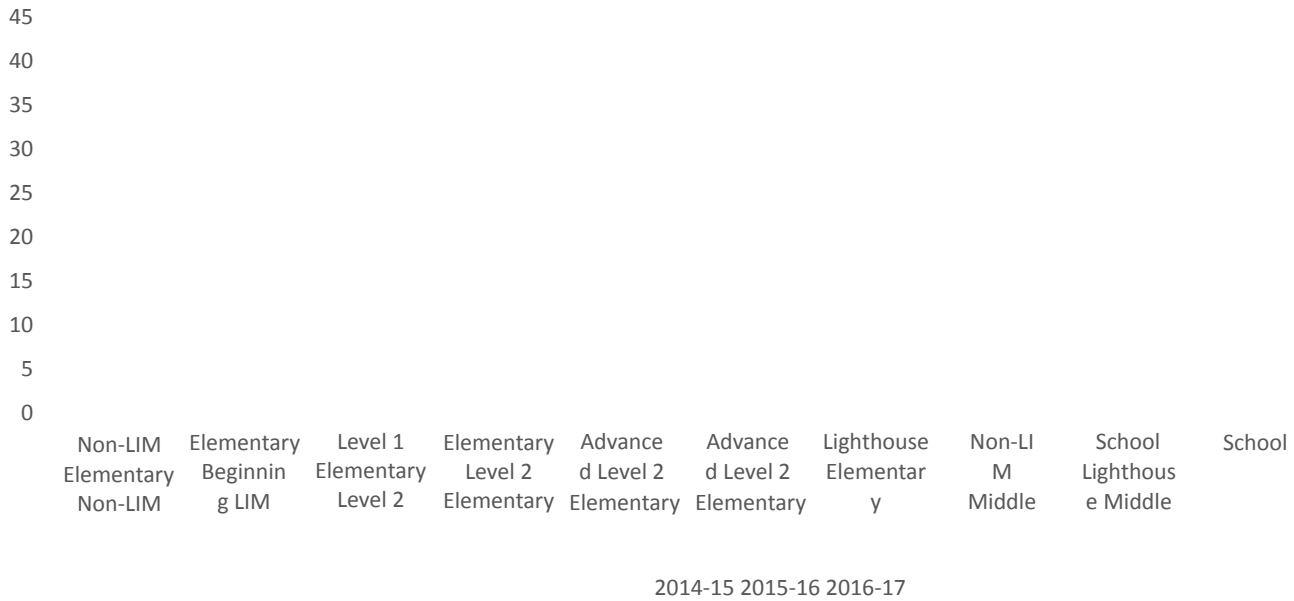 45
40
35
30
25
20
15
10
5
0
Non-LIM Elementary Level 1 Elementary Advance Advance Lighthouse Non-LI School School
Elementary Beginnin Elementary Level 2 d Level 2 d Level 2 Elementar M Lighthous
Non-LIM g LIM Level 2 Elementary Elementary Elementary y Middle e Middle
2014-15 2015-16 2016-17